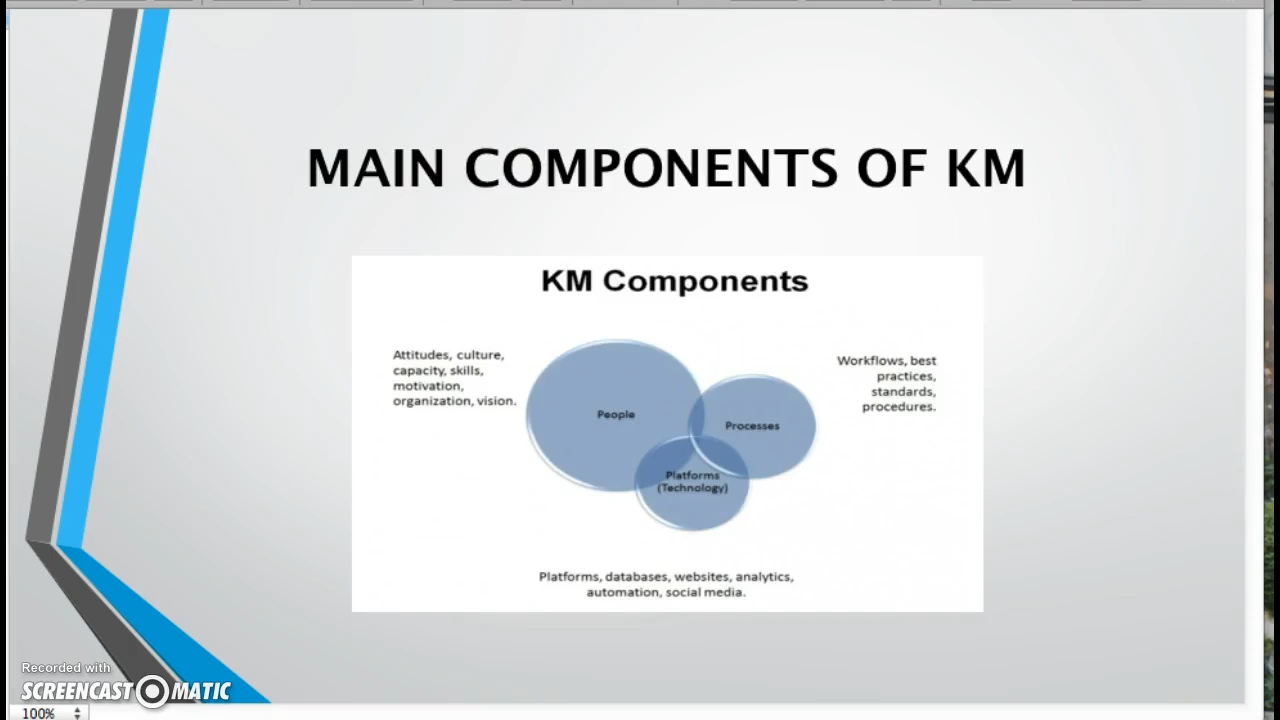 MAIN COMPONENTS OF KM
KM Components
Attitudes, culture,
capacity, skills,
motivation,
organization, vision.
People
Workflows, best
practices,
standards,
procedures.
Processes
Platforms
(Technology)
Platforms, databases, websites, analytics,
automation, social media.
Recorded with
SCREENCAST MATIC
100%